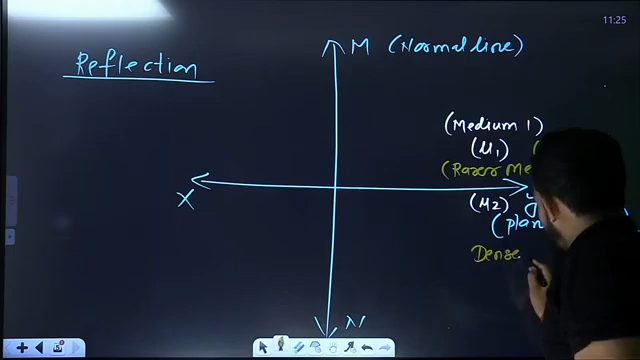 11:25
Reflection
M (Normal line)
(Medium 1)
(μ1)
(Rarer Me
X
(μ2)
(plan
Dense
N